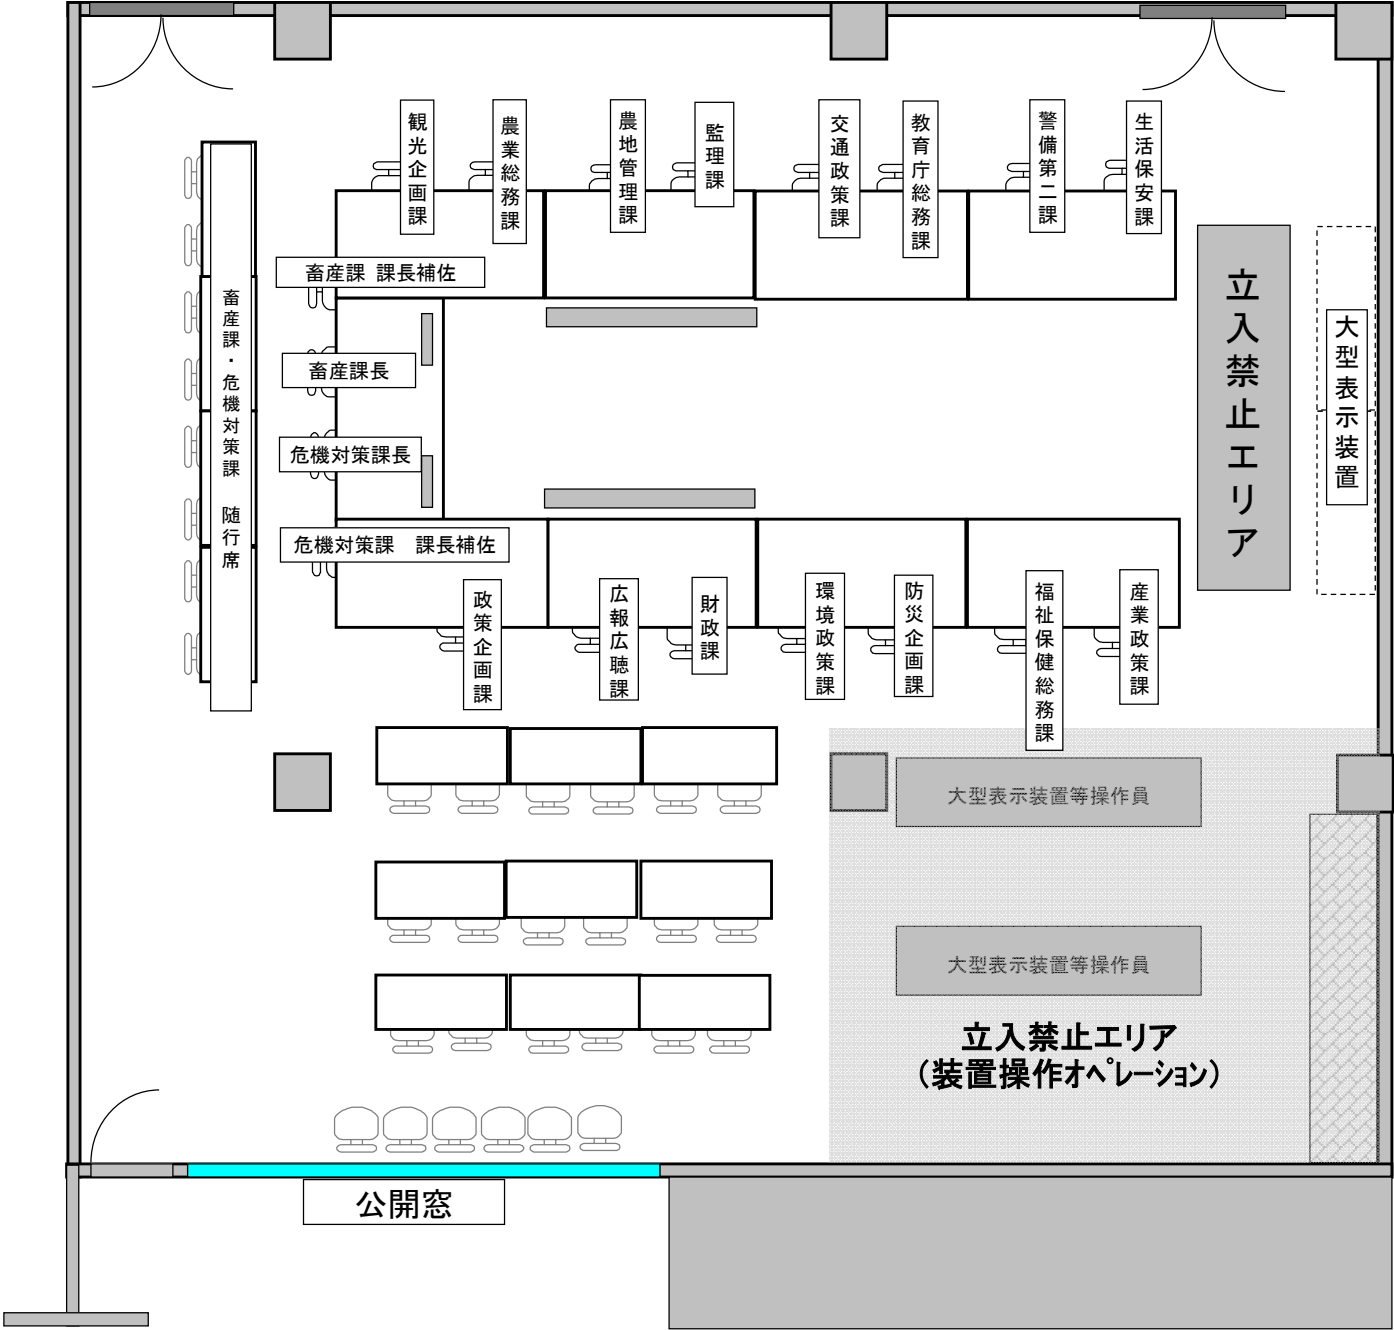 観光企画課
農業総務課
農地管理課
監理課
交通政策課
教育庁総務課
警備第二課
生活保安課
畜産課 課長補佐
畜産課長
危機対策課長
危機対策課　課長補佐
畜産課・危機対策課　随行席
立入禁止エリア
大型表示装置
政策企画課
広報広聴課
財政課
環境政策課
防災企画課
福祉保健総務課
産業政策課
大型表示装置等操作員
大型表示装置等操作員
立入禁止エリア
（装置操作オペレーション）
公開窓